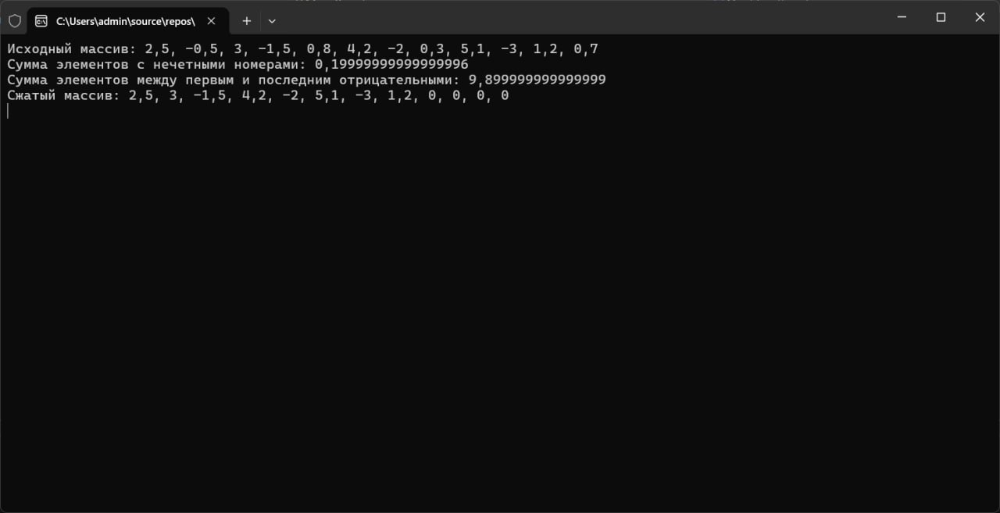 C:\Users\admin\source\repos\
Исходный массив: 2,5, -0,5, 3, -1,5, 0,8, 4,2, -2, 0,3, 5,1, -3, 1,2, 0,7
Сумма элементов с нечетными номерами: 0,19999999999999996
Сумма элементов между первым и последним отрицательными: 9,899999999999999
Сжатый массив: 2,5, 3, -1,5, 4,2, -2, 5,1, -3, 1,2, 0, 0, 0, 0